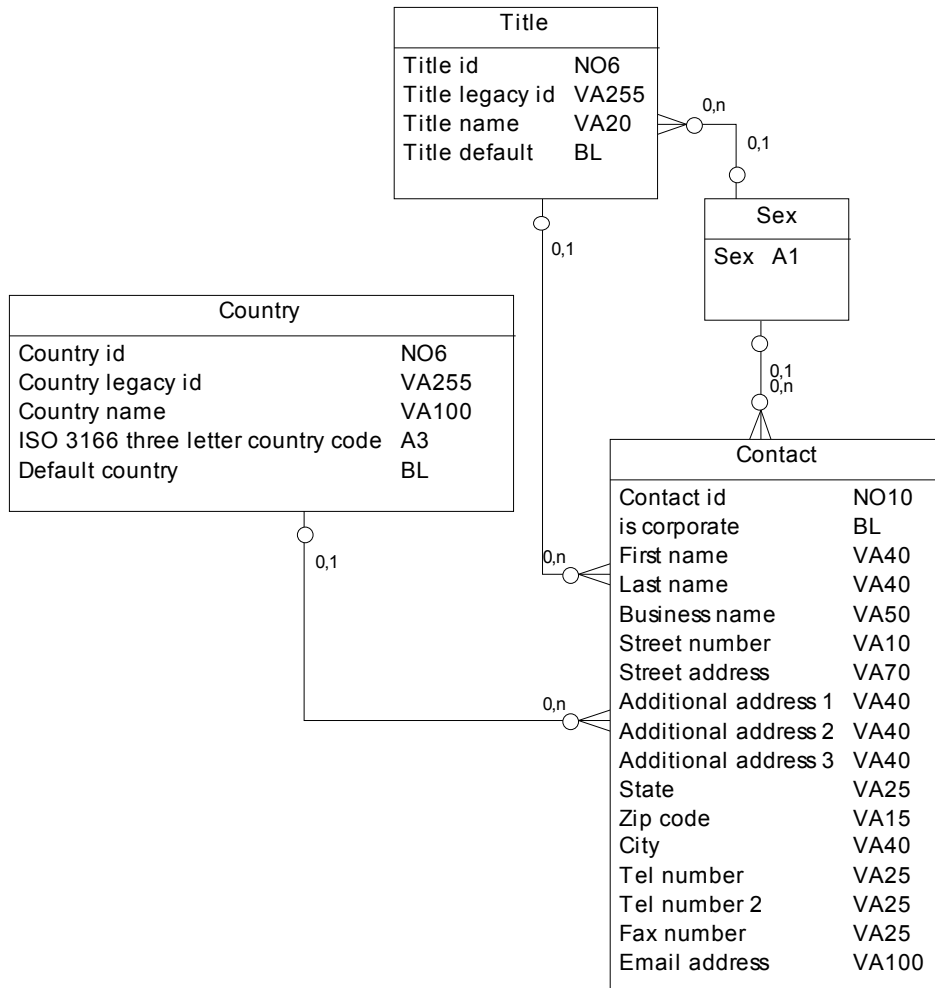 Title
Title id NO6
Title legacy id VA255
Title name VA20
Title default BL
0,n
0,1
Sex
Sex A1
0,1
Country
Country id NO6
Country legacy id VA255
Country name VA100
ISO 3166 three letter country code A3
Default country BL
0,1
0,n
0,1
0,n
0,n
Contact
Contact id NO10
is corporate BL
First name VA40
Last name VA40
Business name VA50
Street number VA10
Street address VA70
Additional address 1 VA40
Additional address 2 VA40
Additional address 3 VA40
State VA25
Zip code VA15
City VA40
Tel number VA25
Tel number 2 VA25
Fax number VA25
Email address VA100